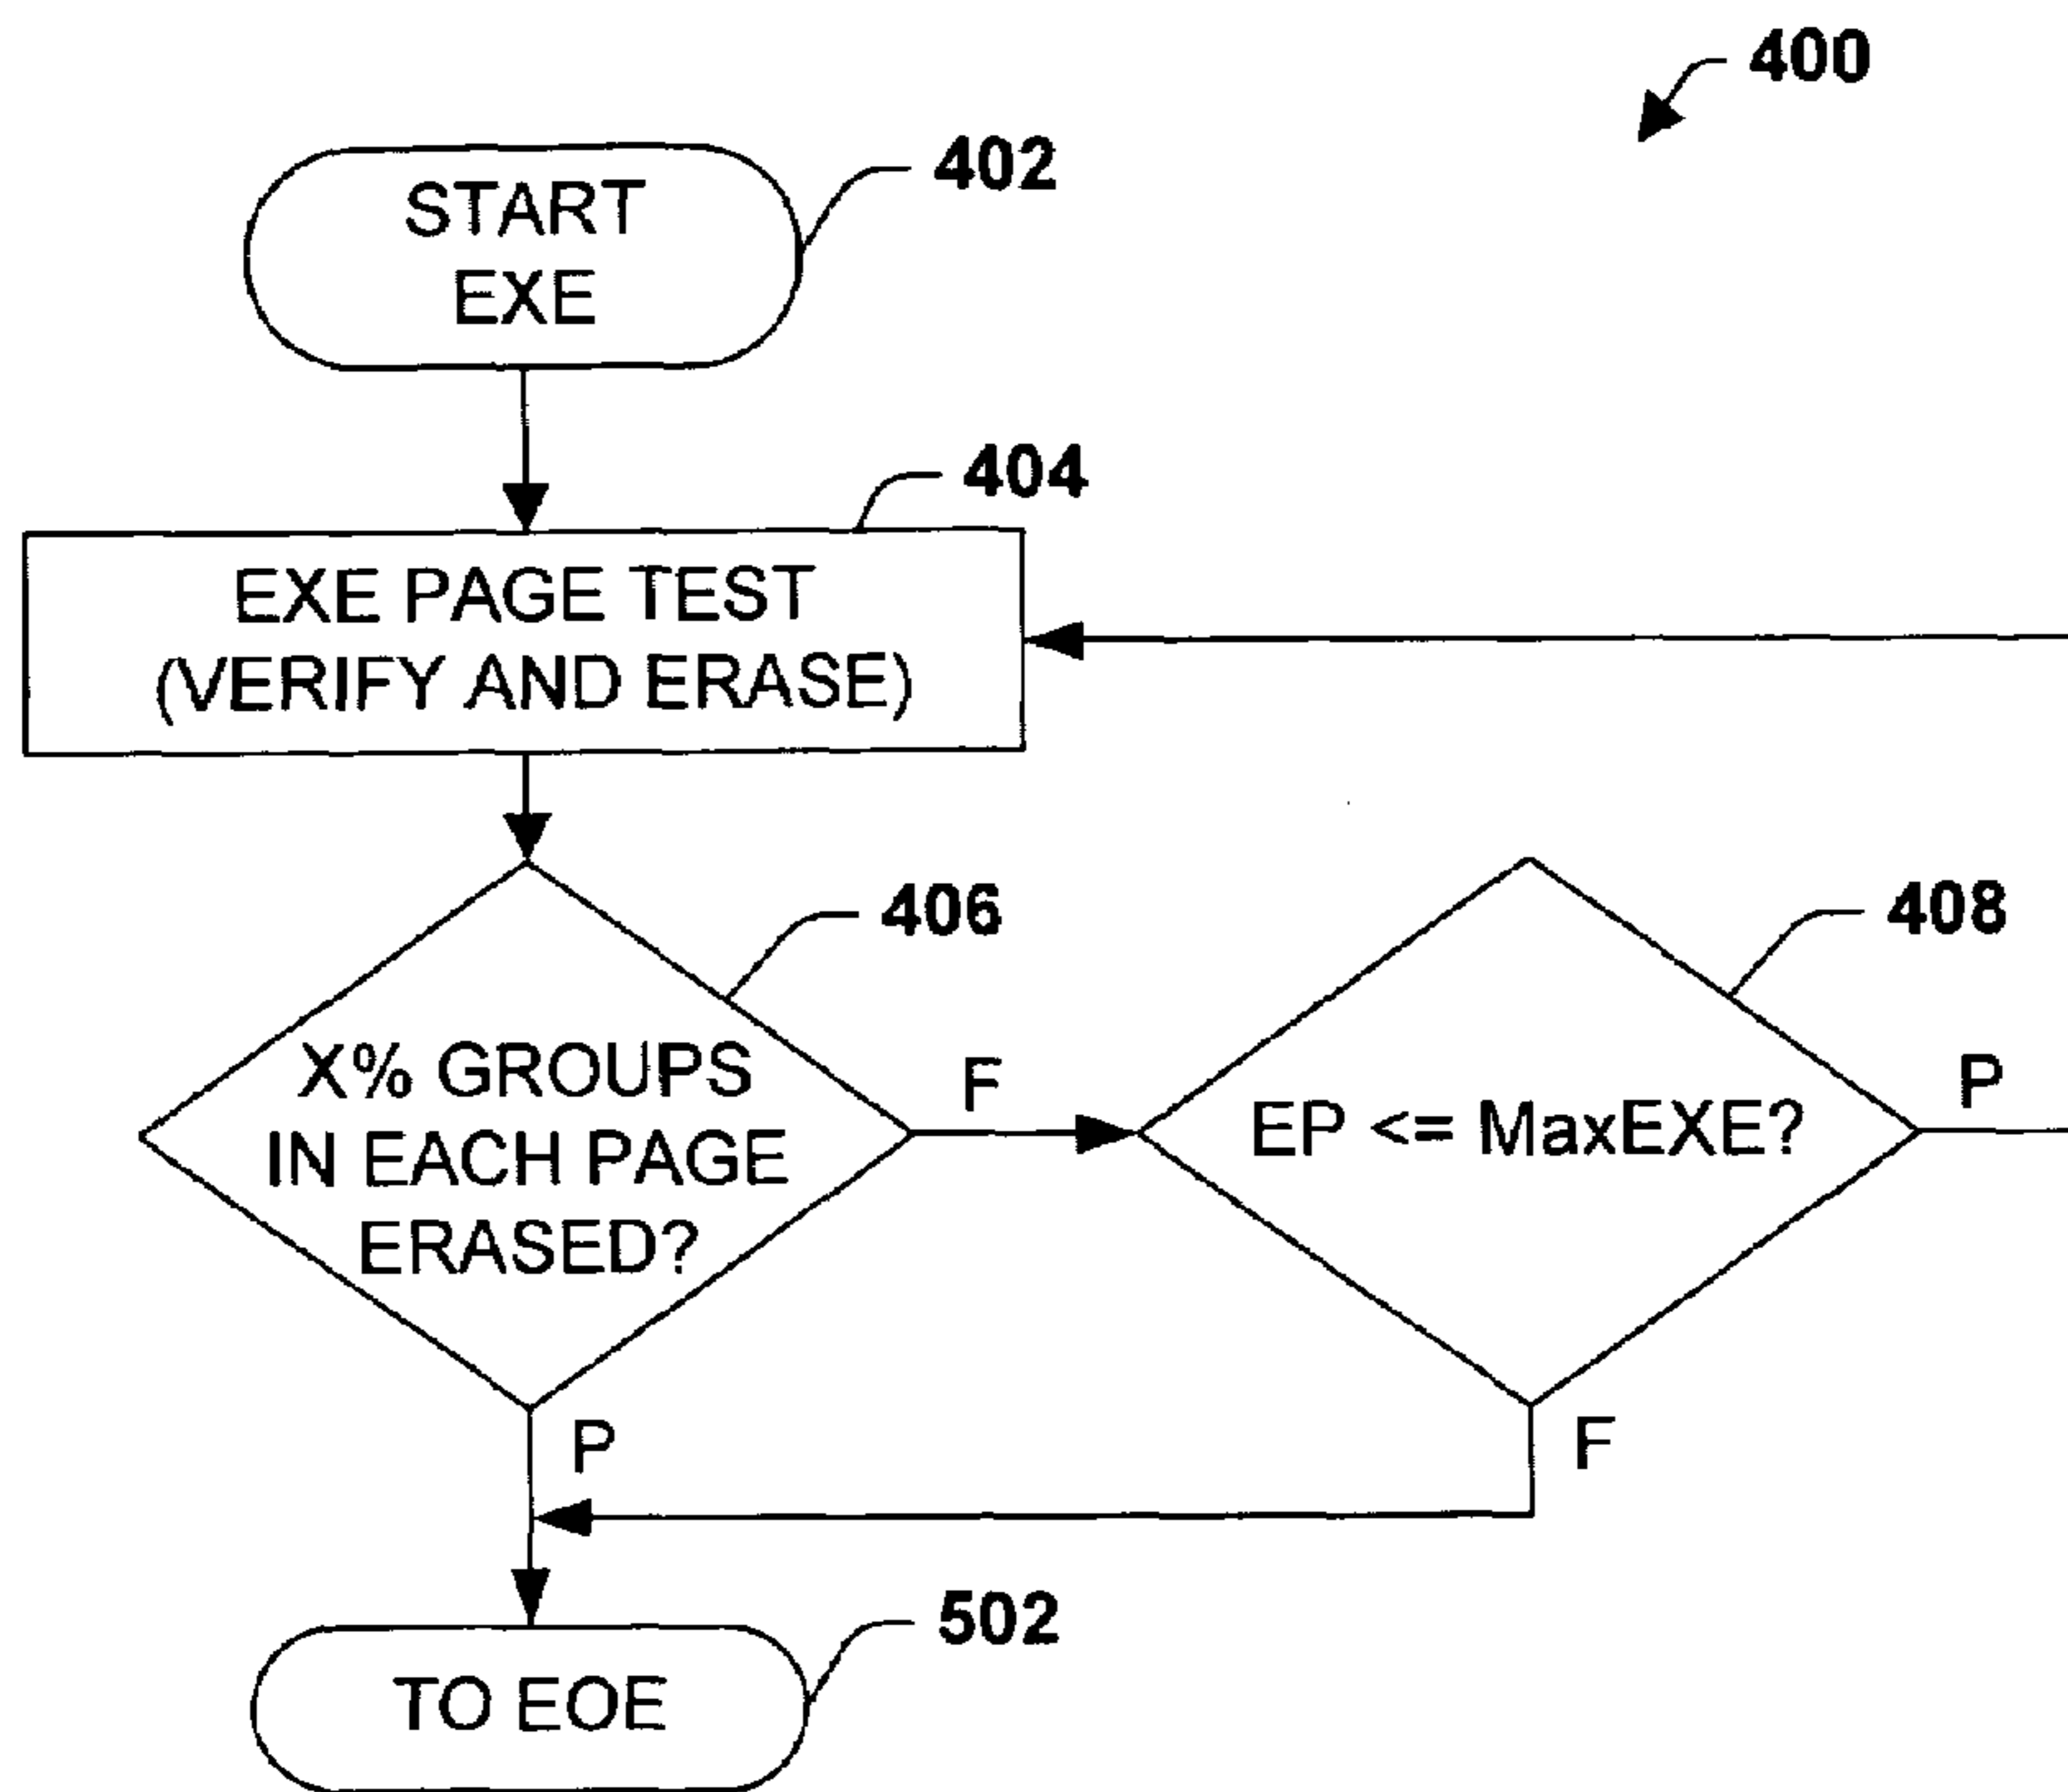 400
402
START
EXE
404
EXE PAGE TEST
(VERIFY AND ERASE)
406
408
X% GROUPS
IN EACH PAGE
ERASED?
F
EP <= MaxEXE?
P
P
F
502
TO EOE